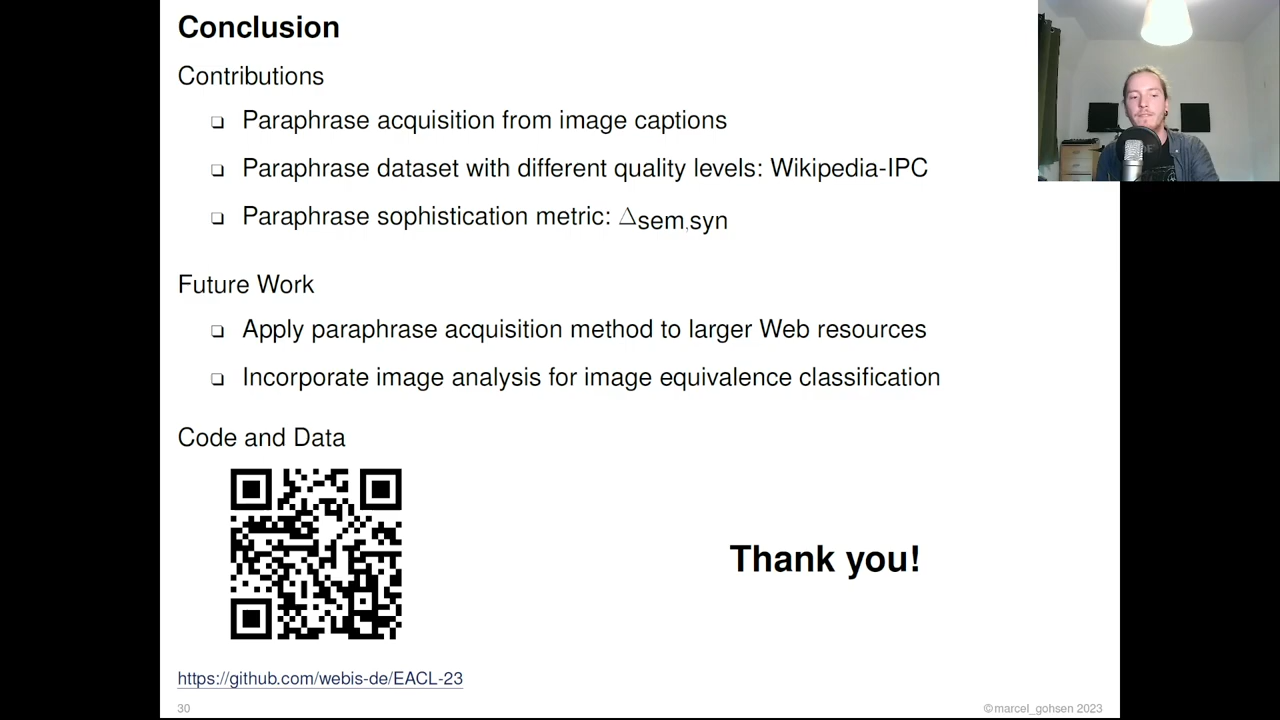 Conclusion
Contributions
❏ Paraphrase acquisition from image captions
❏ Paraphrase dataset with different quality levels: Wikipedia-IPC
❏ Paraphrase sophistication metric: Δsem,syn
Future Work
❏ Apply paraphrase acquisition method to larger Web resources
❏ Incorporate image analysis for image equivalence classification
Code and Data
Thank you!
https://github.com/webis-de/EACL-23
30
©marcel_gohsen 2023